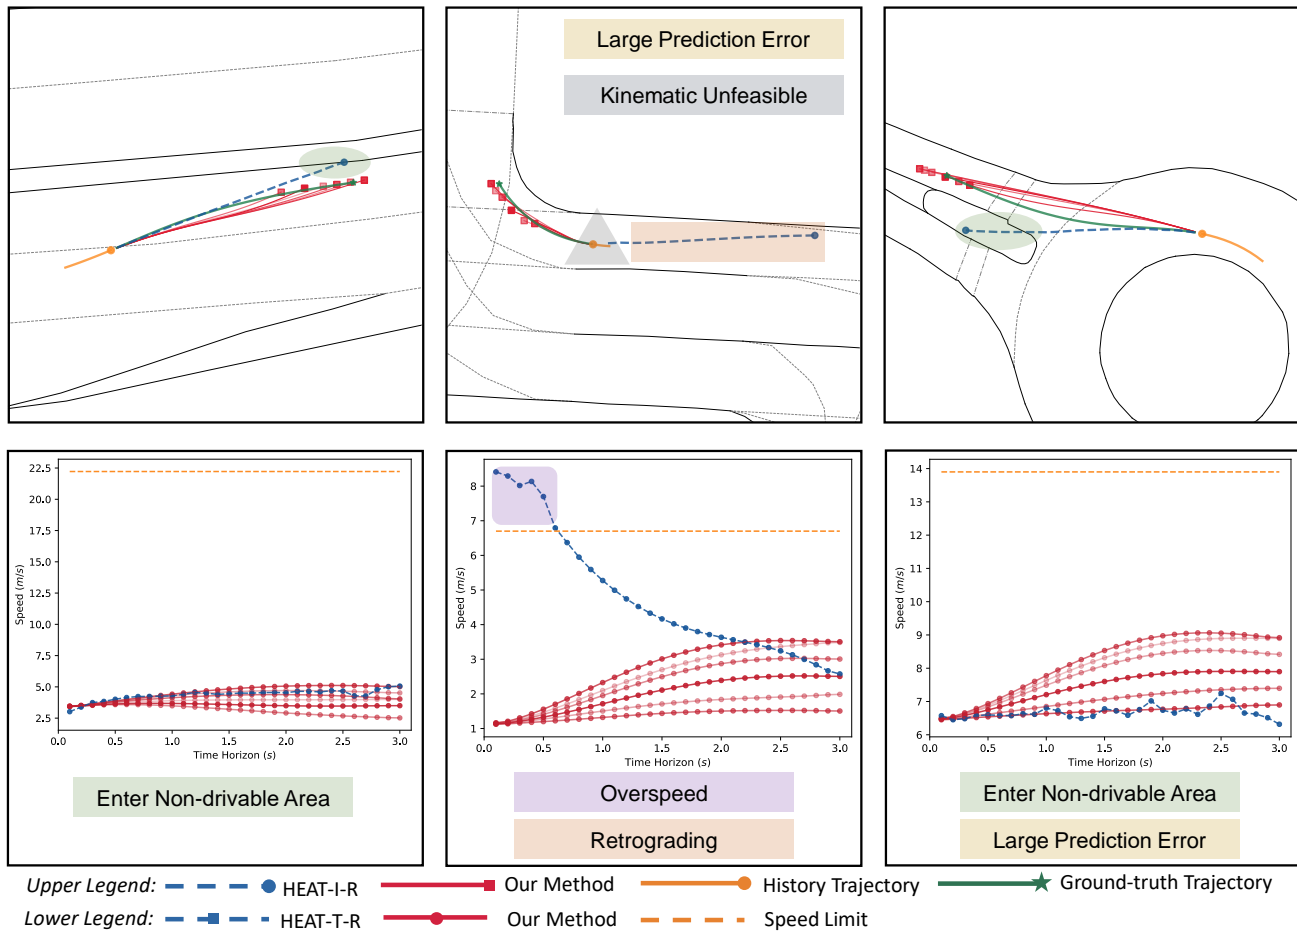 Large Prediction Error
Kinematic Unfeasible
22.5
20.0
17.5
15.0
12.5
10.0
7.5
5.0
2.5
Speed (m/s)
0.0 0.5 1.0 1.5 2.0 2.5 3.0
Time Horizon (s)
Enter Non-drivable Area
8
7
6
5
4
3
2
1
Speed (m/s)
0.0 0.5 1.0 1.5 2.0 2.5 3.0
Time Horizon (s)
Overspeed
Retrograding
14
13
12
11
10
9
8
7
6
Speed (m/s)
0.0 0.5 1.0 1.5 2.0 2.5 3.0
Time Horizon (s)
Enter Non-drivable Area
Large Prediction Error
Upper Legend: HEAT-I-R Our Method History Trajectory Ground-truth Trajectory
Lower Legend: HEAT-T-R Our Method Speed Limit